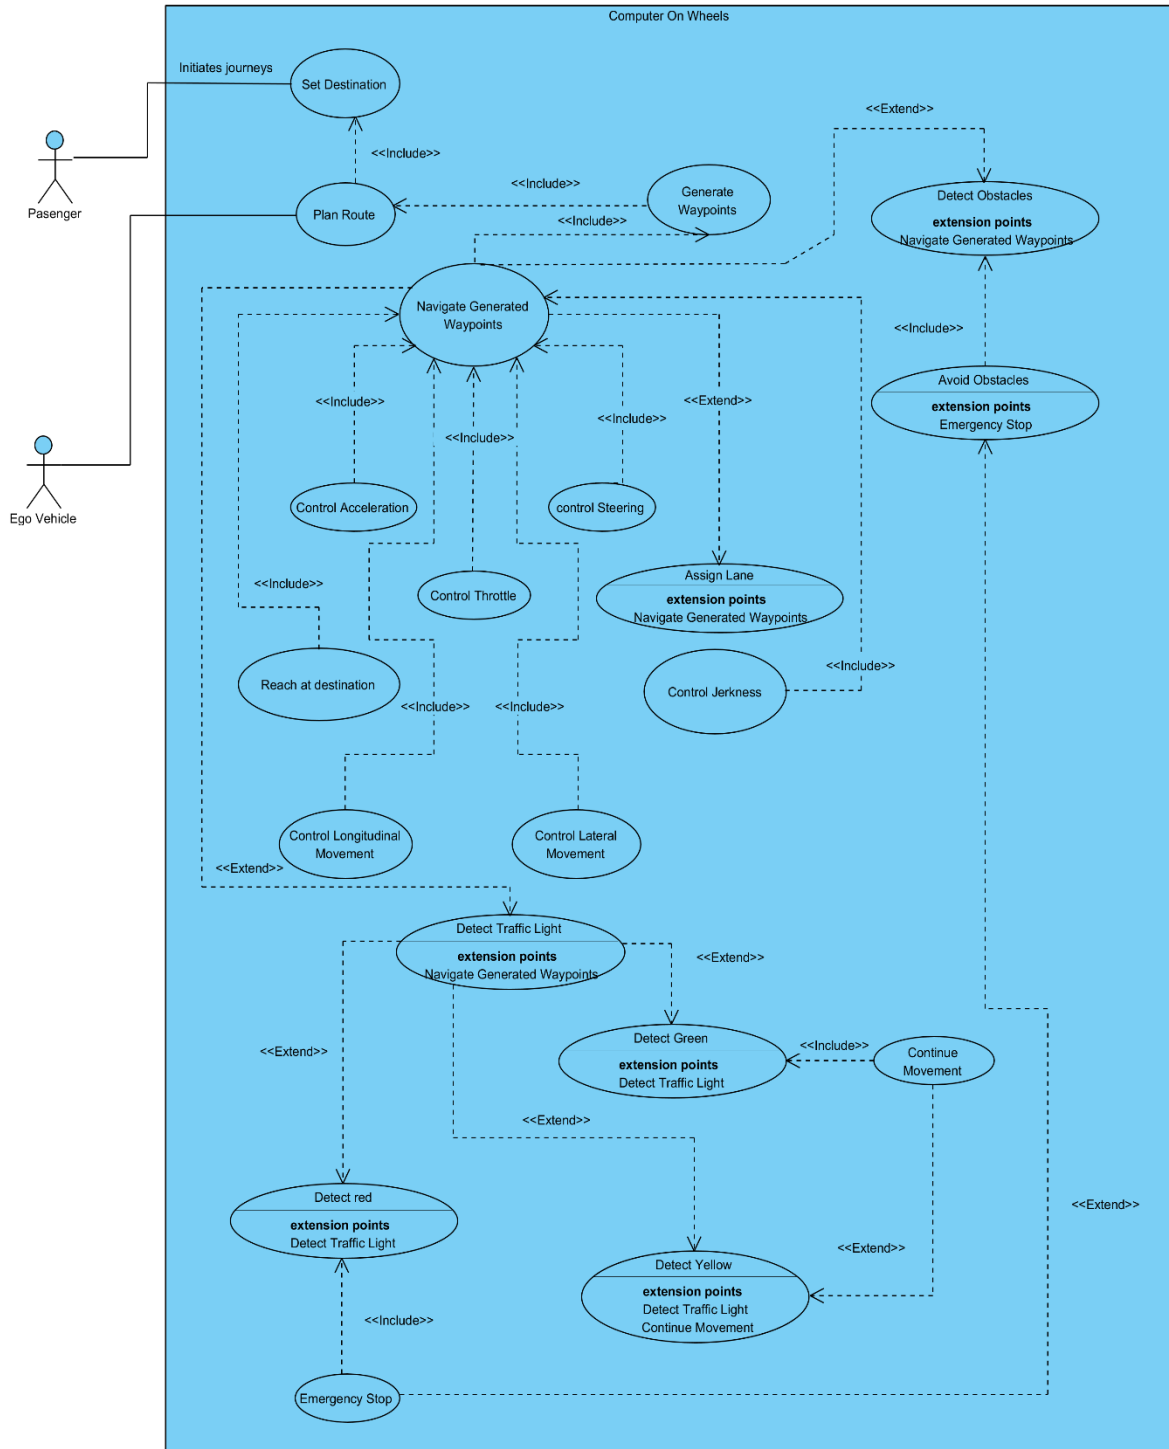 Computer On Wheels
Initiates journeys
Set Destination
<<Extend>>
<<Include>>
Pasenger
Plan Route
<<Include>>
Generate
Waypoints
<<Include>>
Detect Obstacles
extension points
Navigate Generated Waypoints
Navigate Generated
Waypoints
<<Include>>
Avoid Obstacles
extension points
Emergency Stop
<<Include>>
<<Extend>>
<<Include>>
Ego Vehicle
Control Acceleration
control Steering
<<Include>>
Control Throttle
Assign Lane
extension points
Navigate Generated Waypoints
Reach at destination
Control Jerkness
<<Include>>
<<Include>>
<<Include>>
Control Longitudinal
Movement
Control Lateral
Movement
<<Extend>>
Detect Traffic Light
extension points
Navigate Generated Waypoints
<<Extend>>
<<Extend>>
Detect Green
extension points
Detect Traffic Light
<<Include>>
Continue
Movement
<<Extend>>
Detect red
extension points
Detect Traffic Light
<<Extend>>
<<Extend>>
Detect Yellow
extension points
Detect Traffic Light
Continue Movement
<<Include>>
Emergency Stop